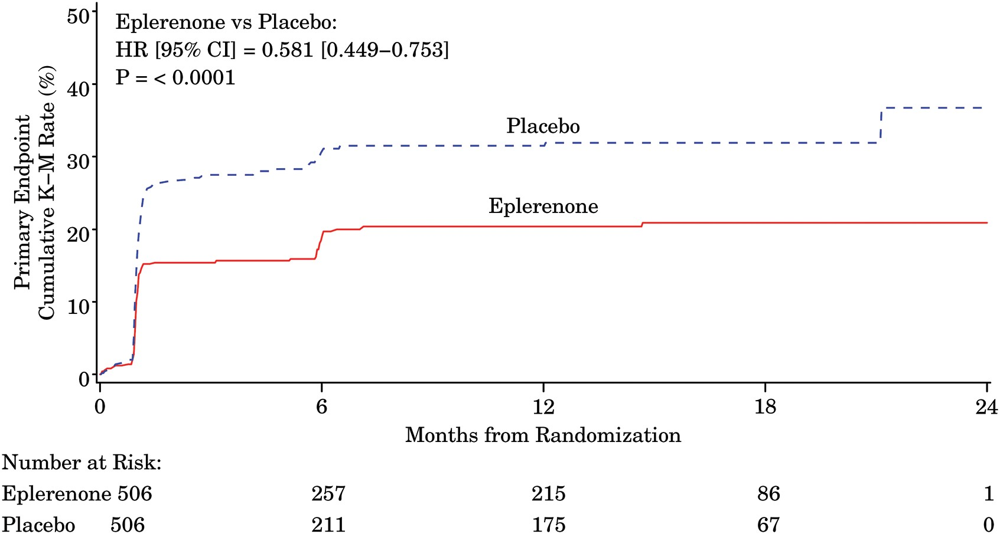 Eplerenone vs Placebo:
HR [95% CI] = 0.581 [0.449–0.753]
P = < 0.0001
Primary Endpoint
Cumulative K–M Rate (%)
50
40
30
20
10
0
Placebo
Eplerenone
0 6 12 18 24
Months from Randomization
Number at Risk:
Eplerenone 506 257 215 86 1
Placebo 506 211 175 67 0